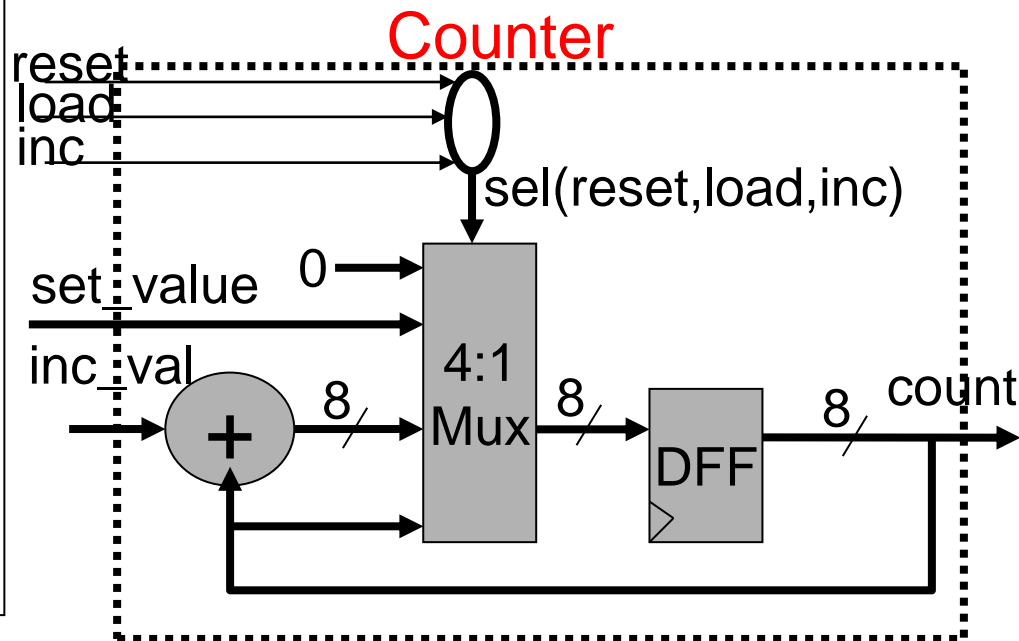 Counter
reset
load
inc
sel(reset,load,inc)
0
set_value
inc_val
+
8
4:1
Mux
8
DFF
8
count